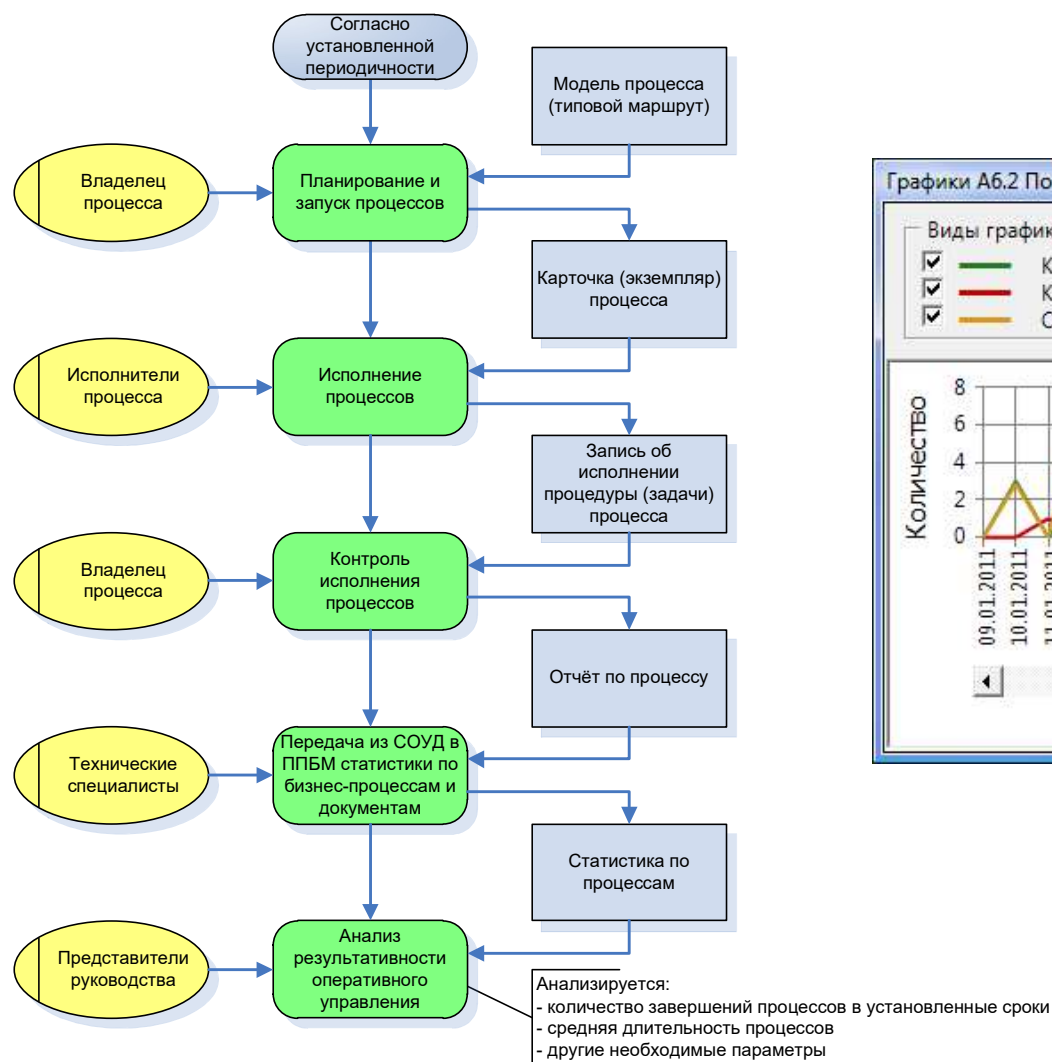 Согласно
установленной
периодичности
Модель процесса
(типовой маршрут)
Владелец
процесса
Планирование и
запуск процессов
Карточка (экземпляр)
процесса
Исполнители
процесса
Исполнение
процессов
Запись об
исполнении
процедуры (задачи)
процесса
Владелец
процесса
Контроль
исполнения
процессов
Отчёт по процессу
Технические
специалисты
Передача из СОУД в
ППБМ статистики по
бизнес-процессам и
документам
Статистика по
процессам
Представители
руководства
Анализ
результативности
оперативного
управления
Анализируется:
- количество завершений процессов в установленные сроки
- средняя длительность процессов
- другие необходимые параметры
Графики А6.2
Виды
Количество
8
6
4
2
0
09.01.2011
10.01.2011